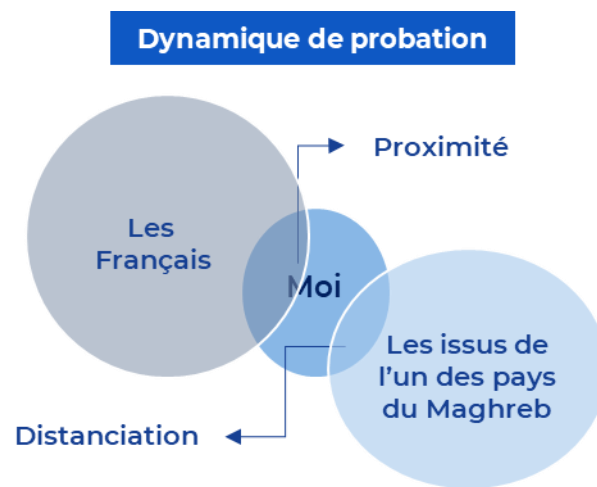 Dynamique de probation
Proximité
Les
Français
Moi
Les issus de
l'un des pays
du Maghreb
Distanciation